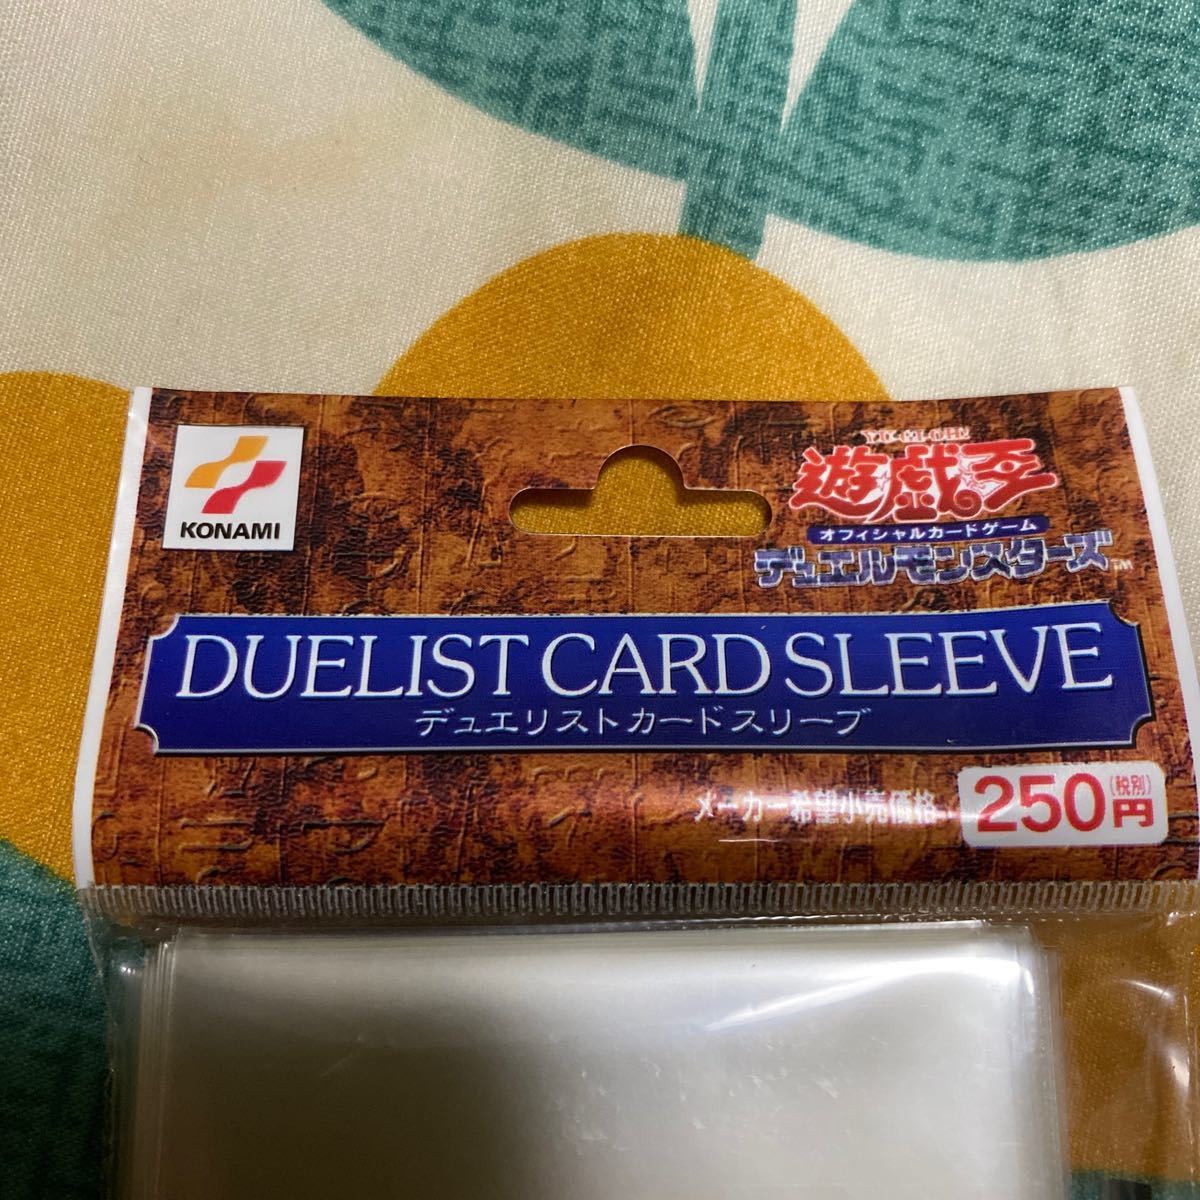 KONAMI
YU-GI-OH!
遊☆戯☆王
オフィシャルカードゲーム
デュエルモンスターズ™
DUELIST CARD SLEEVE
デュエリストカードスリーブ
メーカー希望小売価格 250円(税別)